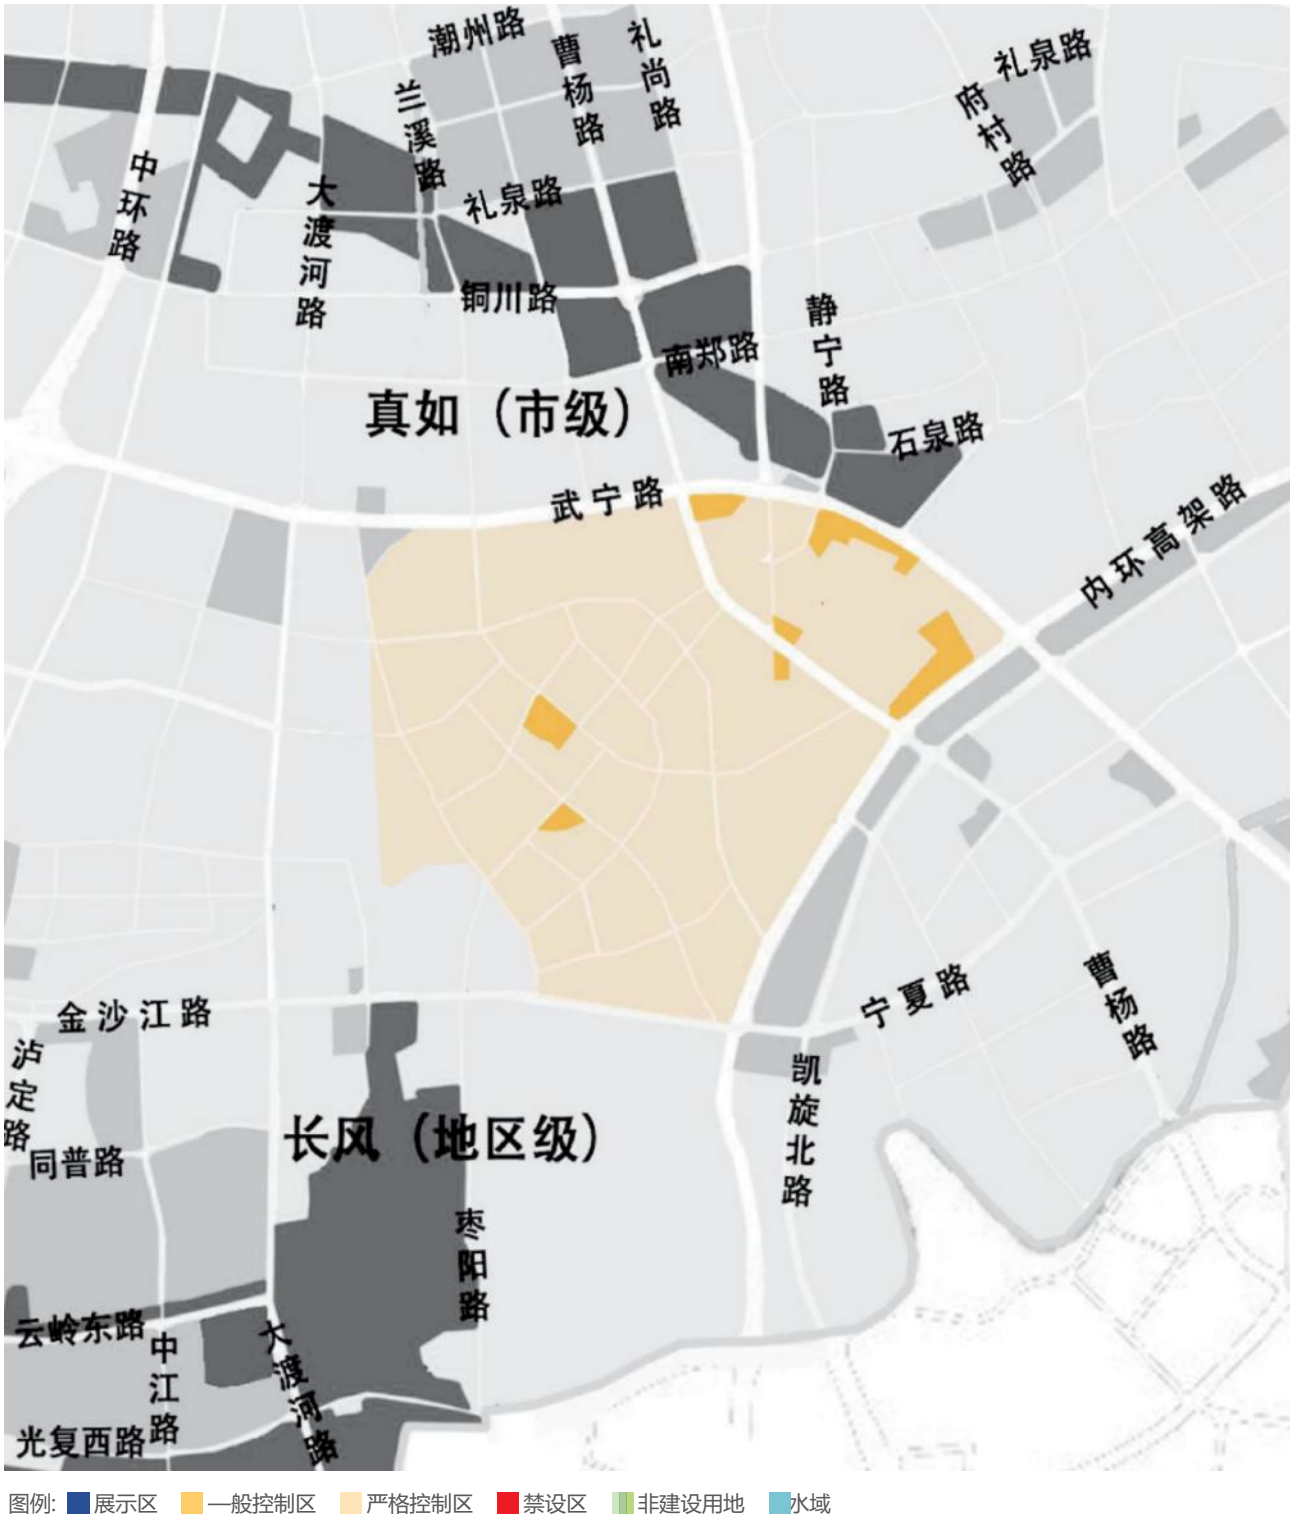 潮州路
曹杨路
礼尚路
礼泉路
府村路
兰溪路
中环路
大渡河路
礼泉路
铜川路
静宁路
南郑路
真如（市级）
石泉路
武宁路
内环高架路
金沙江路
宁夏路
曹杨路
泸定路
凯旋北路
长风（地区级）
同普路
枣阳路
云岭东路
中江路
大渡河路
光复西路
图例: 展示区 一般控制区 严格控制区 禁设区 非建设用地 水域